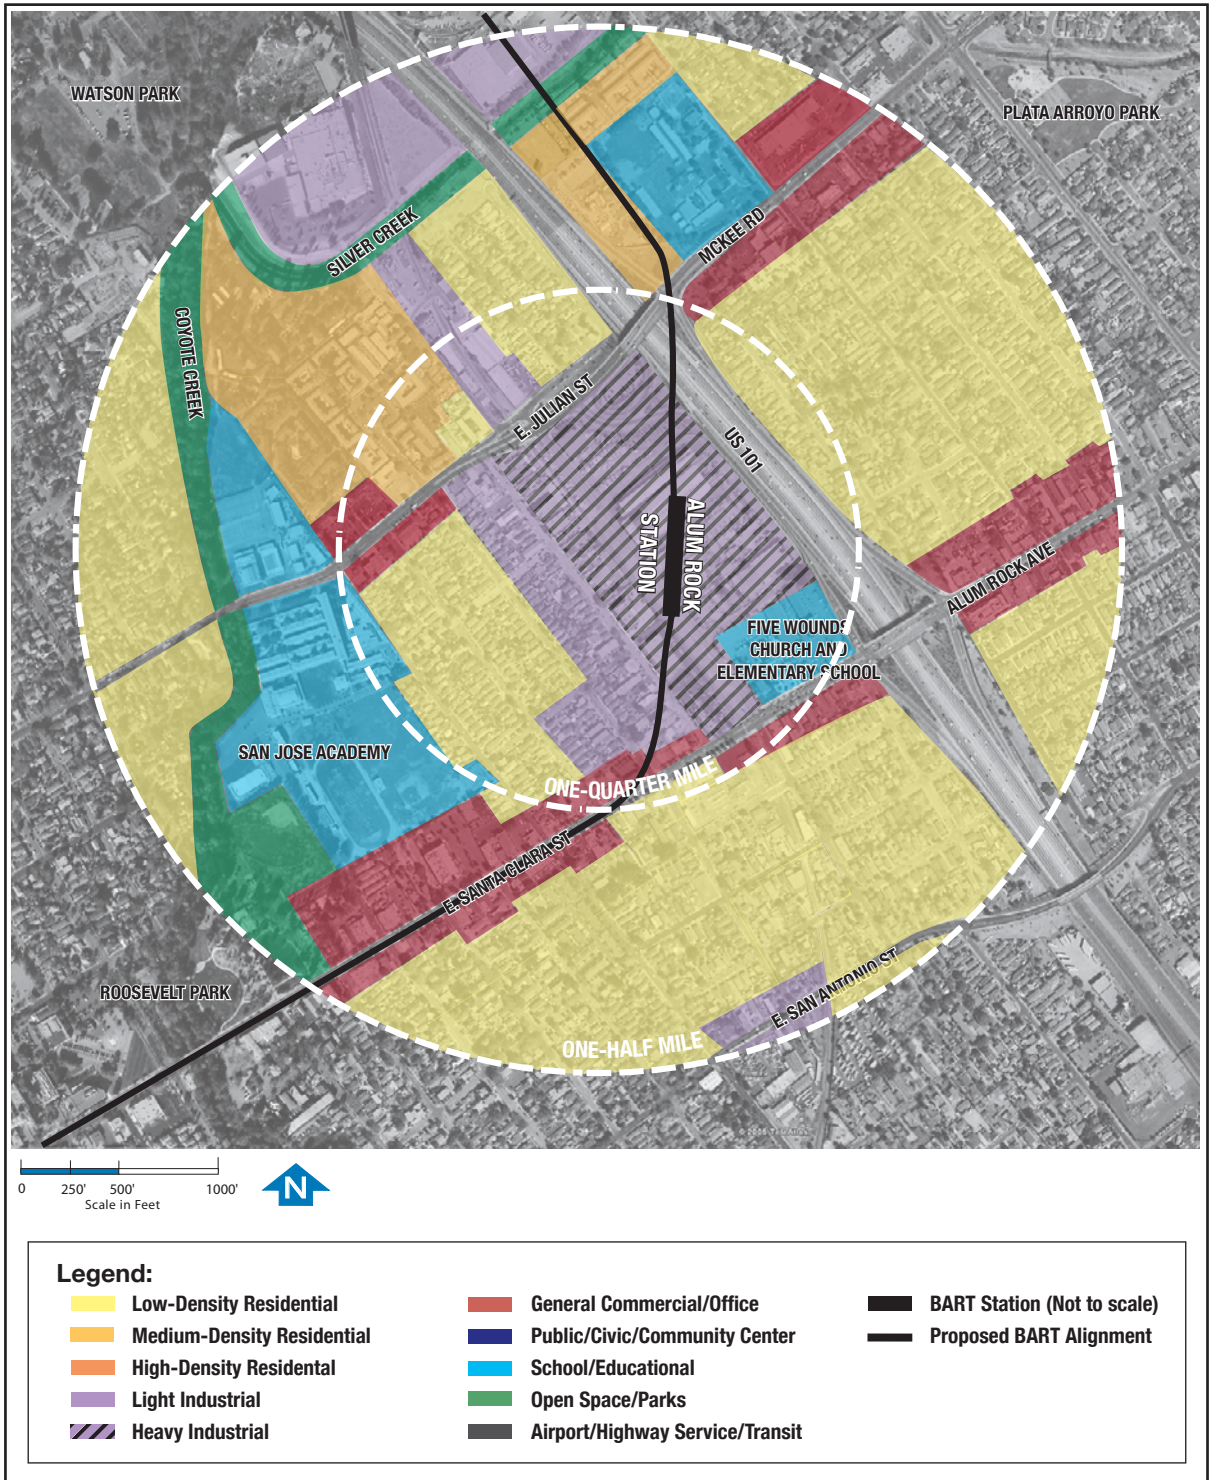 WATSON PARK
PLATA ARROYO PARK
MCKEE RD
SILVER CREEK
COYOTE CREEK
E. JULIAN ST
US 101
ALUM ROCK
STATION
ALUM ROCK AVE
FIVE WOUNDS
CHURCH AND
ELEMENTARY SCHOOL
SAN JOSE ACADEMY
ONE-QUARTER MILE
E. SANTA CLARA ST
E. SAN ANTONIO ST
ROOSEVELT PARK
ONE-HALF MILE
0 250' 500' 1000'
Scale in Feet
N
Legend:
Low-Density Residential
Medium-Density Residential
High-Density Residental
Light Industrial
Heavy Industrial
General Commercial/Office
Public/Civic/Community Center
School/Educational
Open Space/Parks
Airport/Highway Service/Transit
BART Station (Not to scale)
Proposed BART Alignment